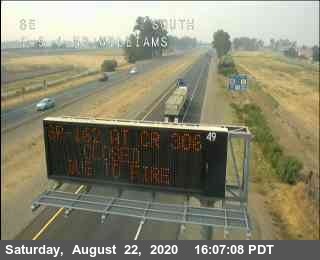 8E SOUTH
WILLIAMS
49
SR-162 AT CR 306
CLOSED
DUE TO FIRE
Saturday, August 22, 2020 16:07:08 PDT